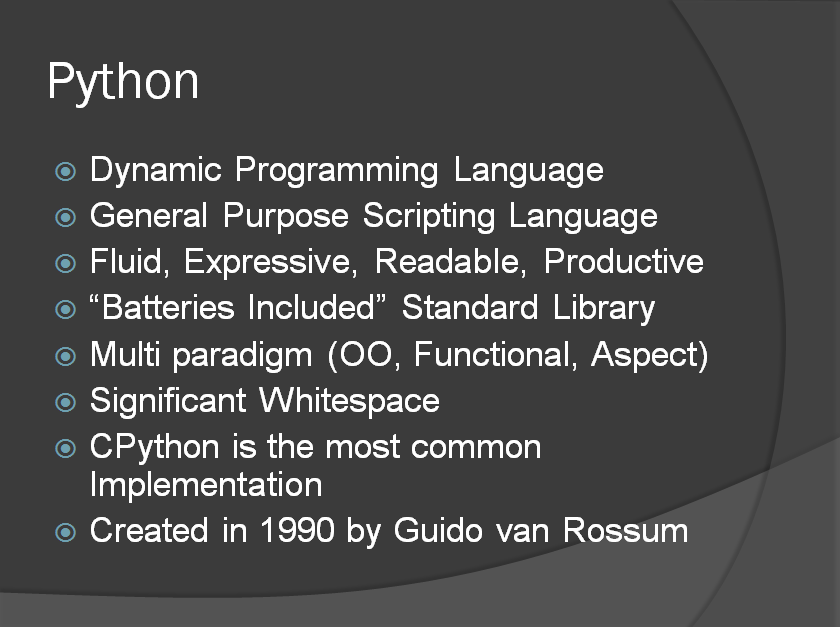 Python
Dynamic Programming Language
General Purpose Scripting Language
Fluid, Expressive, Readable, Productive
“Batteries Included” Standard Library
Multi paradigm (OO, Functional, Aspect)
Significant Whitespace
CPython is the most common
Implementation
Created in 1990 by Guido van Rossum